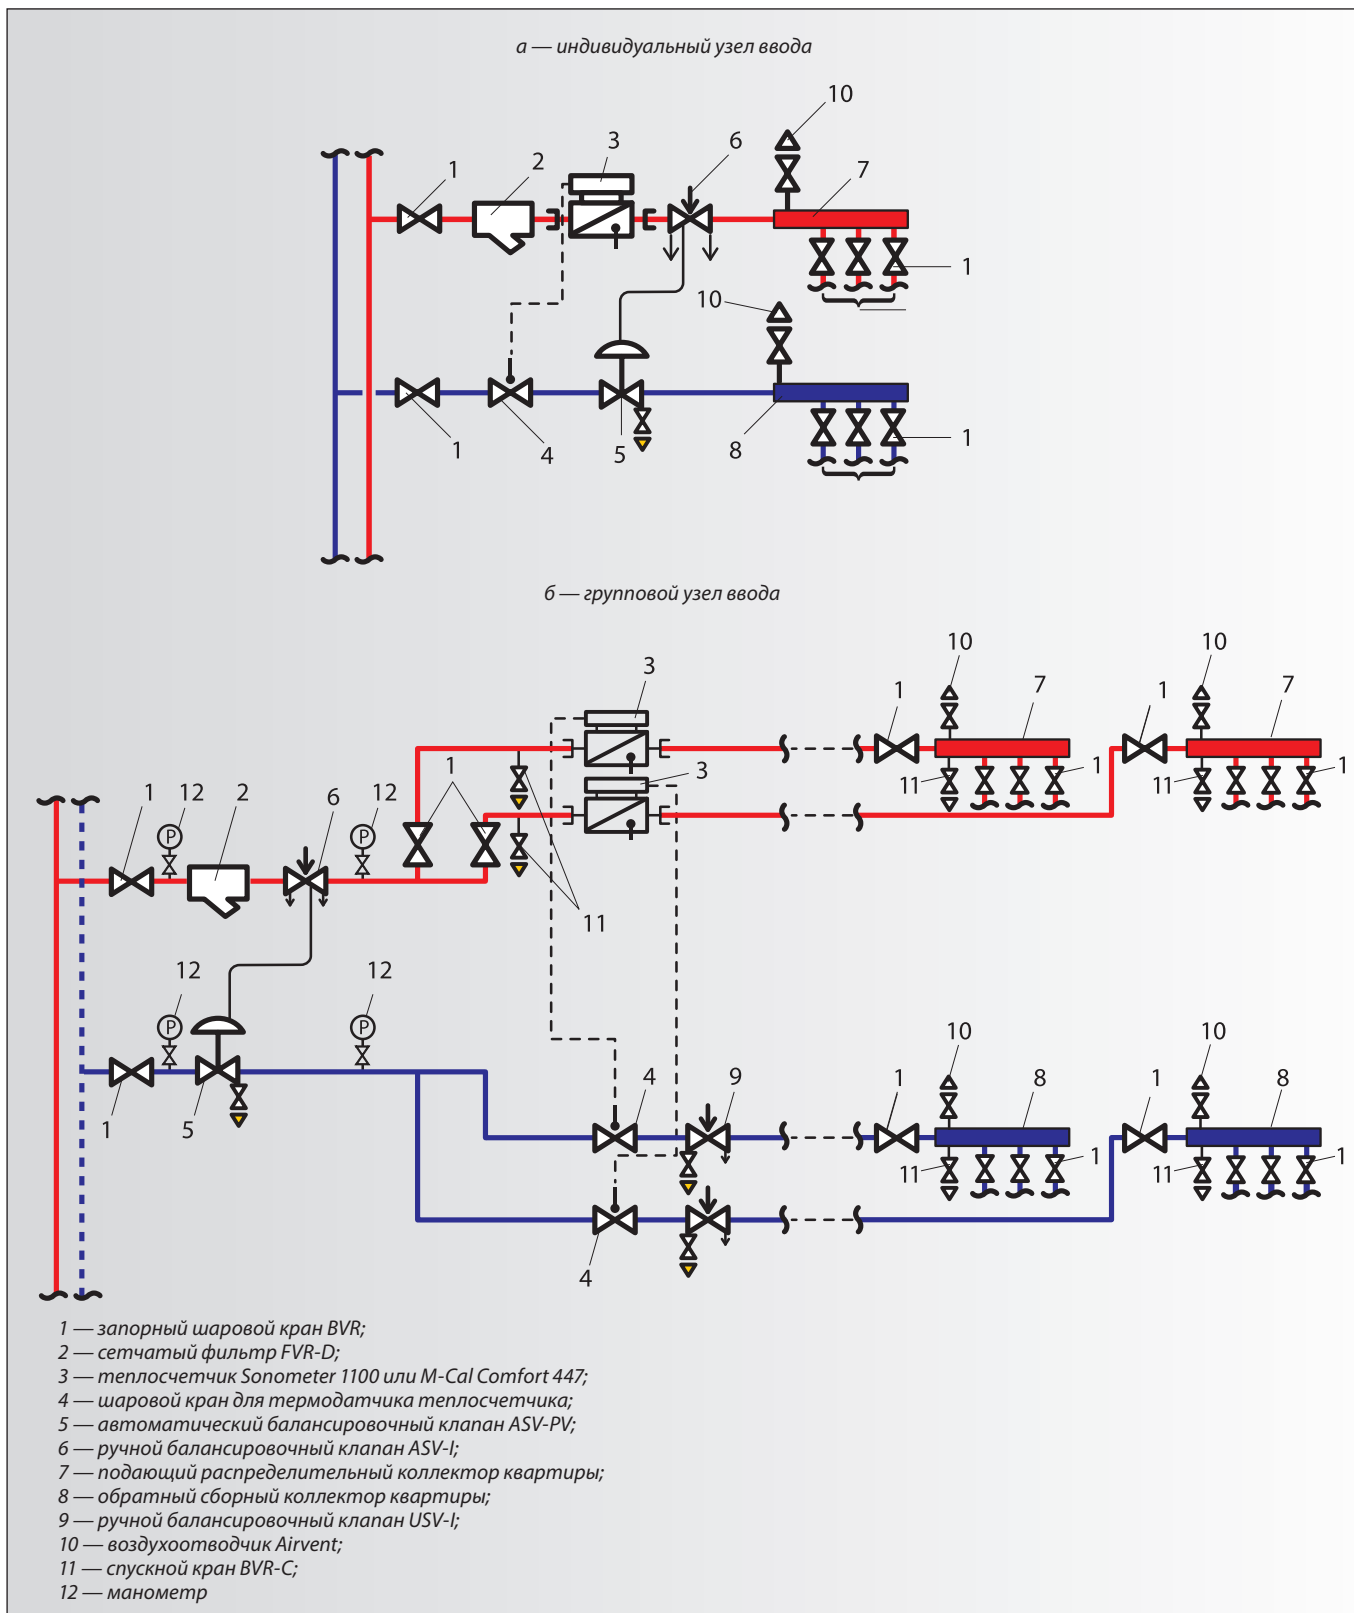 а — индивидуальный узел ввода
10
3
6
1
2
7
1
10
1
4
5
8
1
б — групповой узел ввода
10
10
3
1
7
1
7
3
1
1
1
12
2
6
12
11
11
11
12
12
10
10
4
9
1
8
1
8
1
5
1
1
11
11
4
1 — запорный шаровой кран BVR;
2 — сетчатый фильтр FVR-D;
3 — теплосчетчик Sonometer 1100 или M-Cal Comfort 447;
4 — шаровой кран для термодатчика теплосчетчика;
5 — автоматический балансировочный клапан ASV-PV;
6 — ручной балансировочный клапан ASV-I;
7 — подающий распределительный коллектор квартиры;
8 — обратный сборный коллектор квартиры;
9 — ручной балансировочный клапан USV-I;
10 — воздухоотводчик Airvent;
11 — спускной кран BVR-C;
12 — манометр
P
P
P
P